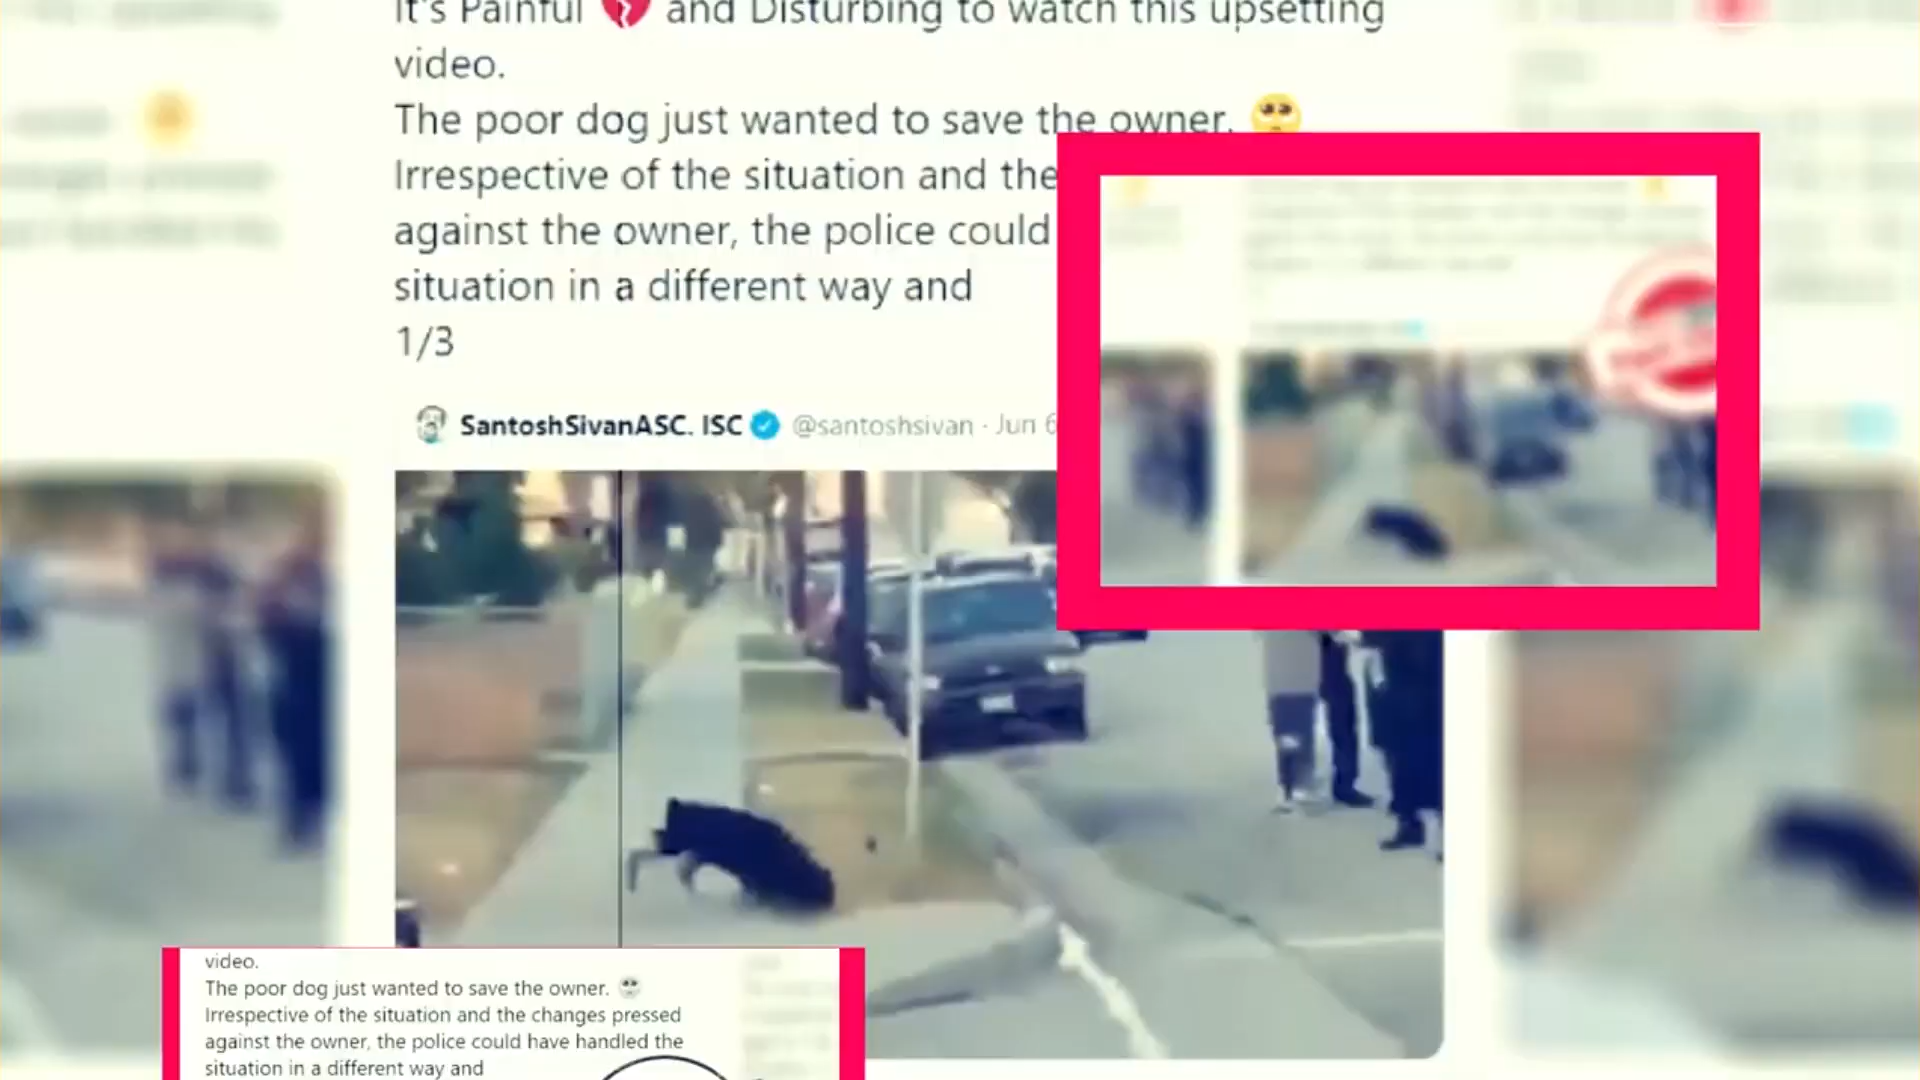 It's Painful 💔 and Disturbing to watch this upsetting
video.
The poor dog just wanted to save the owner. 🥺
Irrespective of the situation and the
against the owner, the police could
situation in a different way and
1/3
SantoshSivanASC. ISC @santoshsivan · Jun 6
video.
The poor dog just wanted to save the owner. 🥺
Irrespective of the situation and the changes pressed
against the owner, the police could have handled the
situation in a different way and